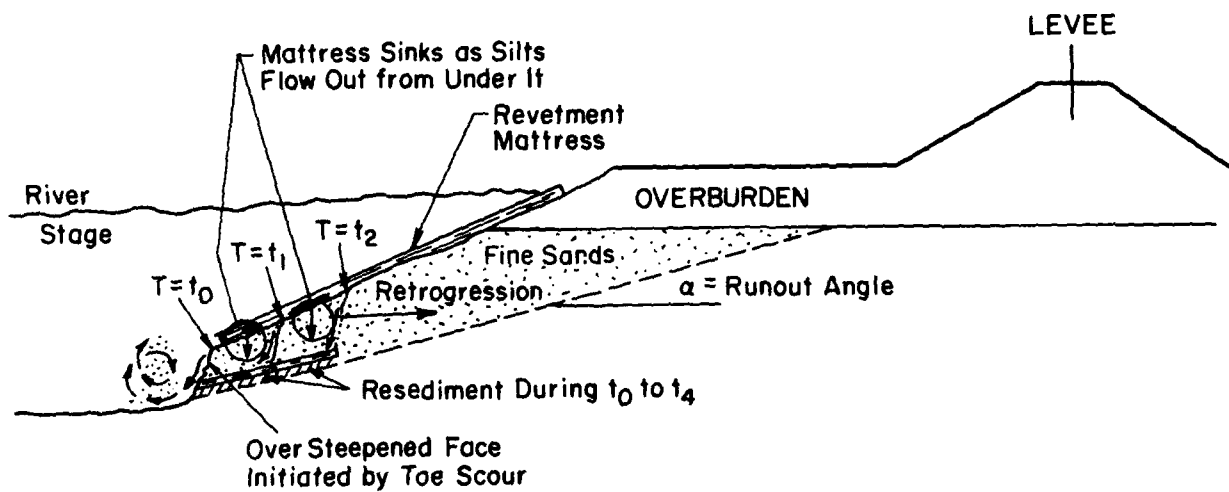 LEVEE
Mattress Sinks as Silts
Flow Out from Under It
Revetment
Mattress
River
Stage
OVERBURDEN
T = t2
T = t1
T = t0
Fine Sands
Retrogression
α = Runout Angle
Resediment During t0 to t4
Over Steepened Face
Initiated by Toe Scour